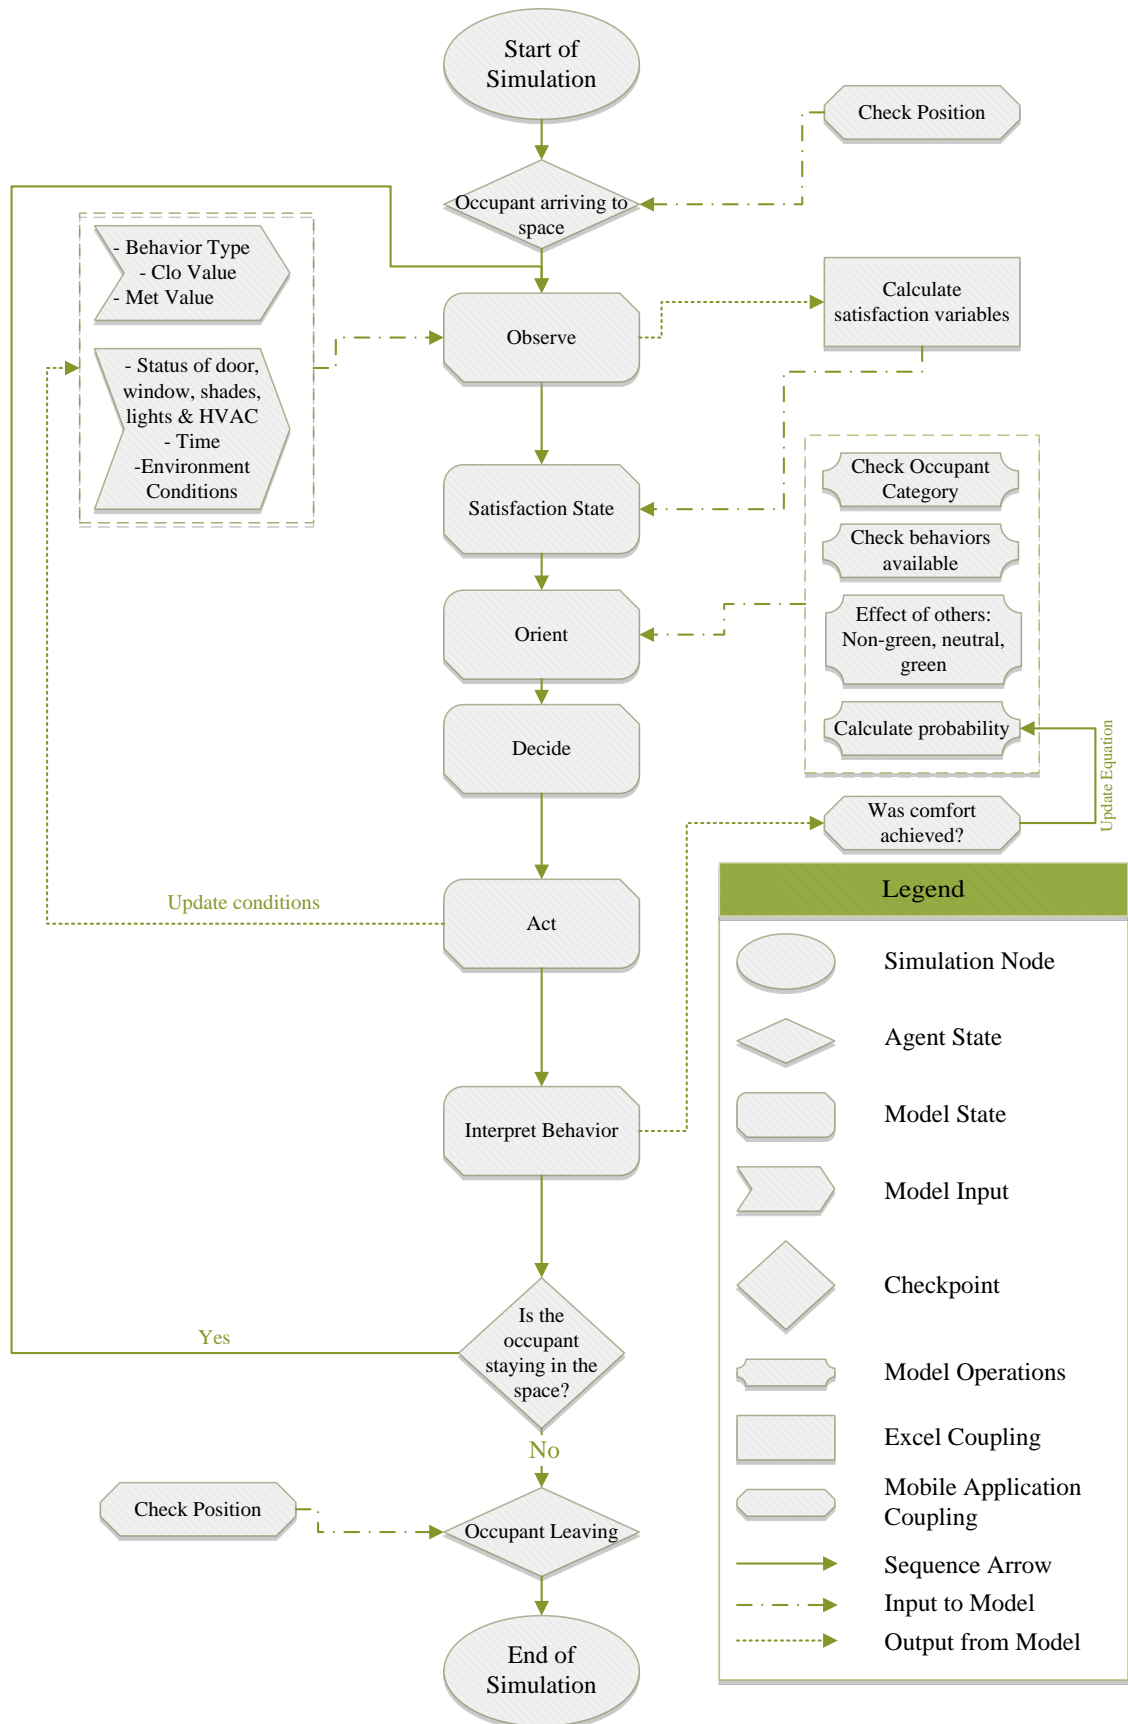 Start of
Simulation
Check Position
Occupant arriving to
space
- Behavior Type
- Clo Value
- Met Value
Observe
Calculate
satisfaction variables
- Status of door,
window, shades,
lights & HVAC
- Time
-Environment
Conditions
Satisfaction State
Check Occupant
Category
Check behaviors
available
Effect of others:
Non-green, neutral,
green
Calculate probability
Orient
Decide
Update Equation
Was comfort
achieved?
Update conditions
Act
Interpret Behavior
Is the
occupant
staying in the
space?
Yes
No
Check Position
Occupant Leaving
End of
Simulation
Legend
Simulation Node
Agent State
Model State
Model Input
Checkpoint
Model Operations
Excel Coupling
Mobile Application
Coupling
Sequence Arrow
Input to Model
Output from Model